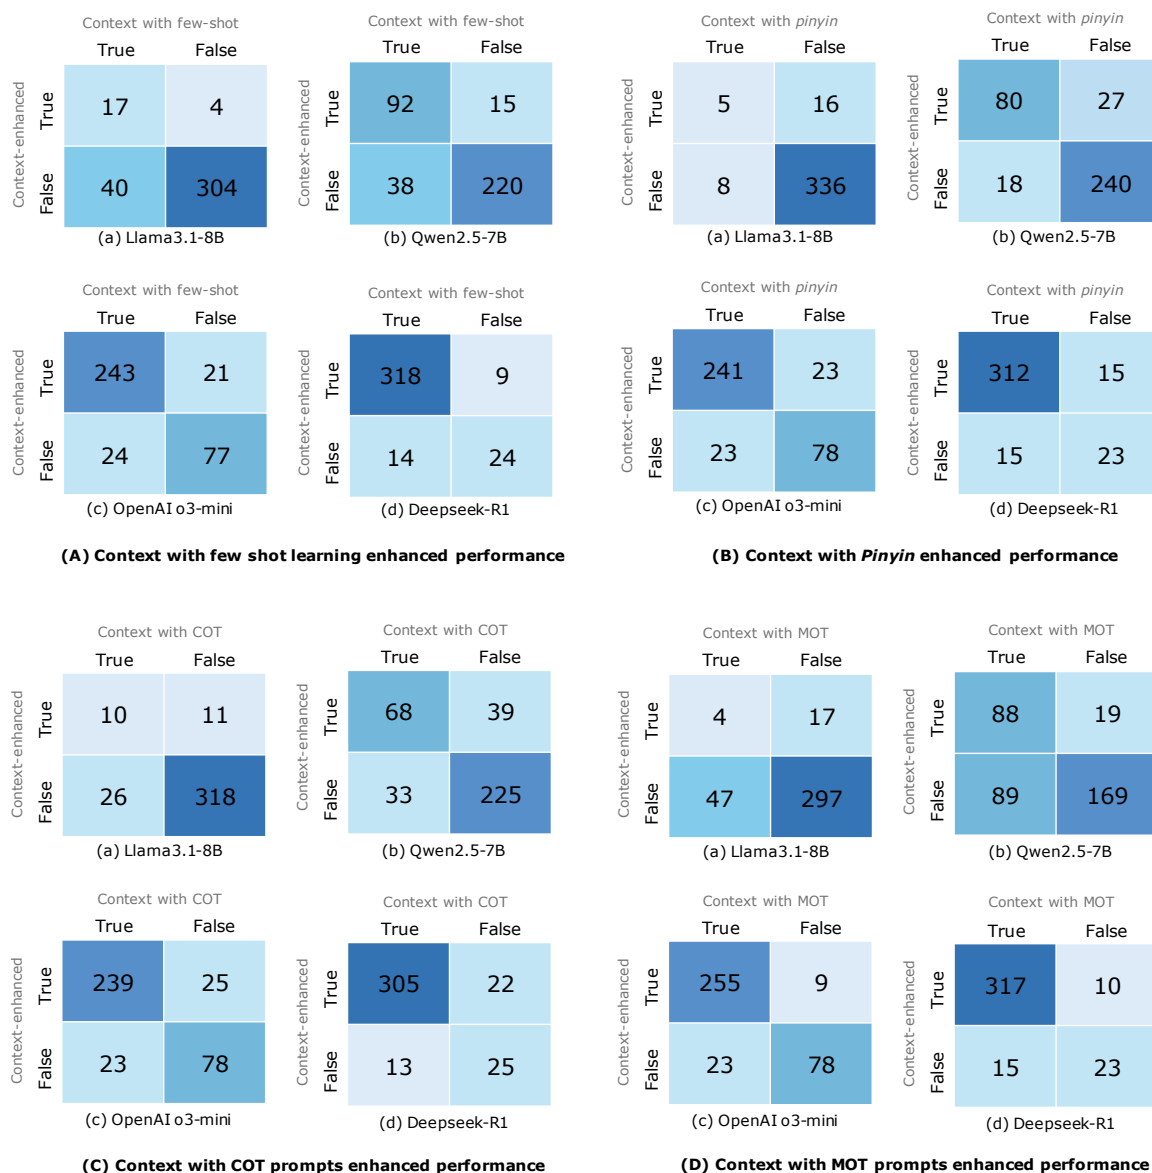 Context with few-shot
True False
Context-enhanced
True
False
17 4
40 304
(a) Llama3.1-8B
Context with few-shot
True False
Context-enhanced
True
False
92 15
38 220
(b) Qwen2.5-7B
Context with few-shot
True False
Context-enhanced
True
False
243 21
24 77
(c) OpenAI o3-mini
Context with few-shot
True False
Context-enhanced
True
False
318 9
14 24
(d) Deepseek-R1
(A) Context with few shot learning enhanced performance
Context with pinyin
True False
Context-enhanced
True
False
5 16
8 336
(a) Llama3.1-8B
Context with pinyin
True False
Context-enhanced
True
False
80 27
18 240
(b) Qwen2.5-7B
Context with pinyin
True False
Context-enhanced
True
False
241 23
23 78
(c) OpenAI o3-mini
Context with pinyin
True False
Context-enhanced
True
False
312 15
15 23
(d) Deepseek-R1
(B) Context with Pinyin enhanced performance
Context with COT
True False
Context-enhanced
True
False
10 11
26 318
(a) Llama3.1-8B
Context with COT
True False
Context-enhanced
True
False
68 39
33 225
(b) Qwen2.5-7B
Context with COT
True False
Context-enhanced
True
False
239 25
23 78
(c) OpenAI o3-mini
Context with COT
True False
Context-enhanced
True
False
305 22
13 25
(d) Deepseek-R1
(C) Context with COT prompts enhanced performance
Context with MOT
True False
Context-enhanced
True
False
4 17
47 297
(a) Llama3.1-8B
Context with MOT
True False
Context-enhanced
True
False
88 19
89 169
(b) Qwen2.5-7B
Context with MOT
True False
Context-enhanced
True
False
255 9
23 78
(c) OpenAI o3-mini
Context with MOT
True False
Context-enhanced
True
False
317 10
15 23
(d) Deepseek-R1
(D) Context with MOT prompts enhanced performance